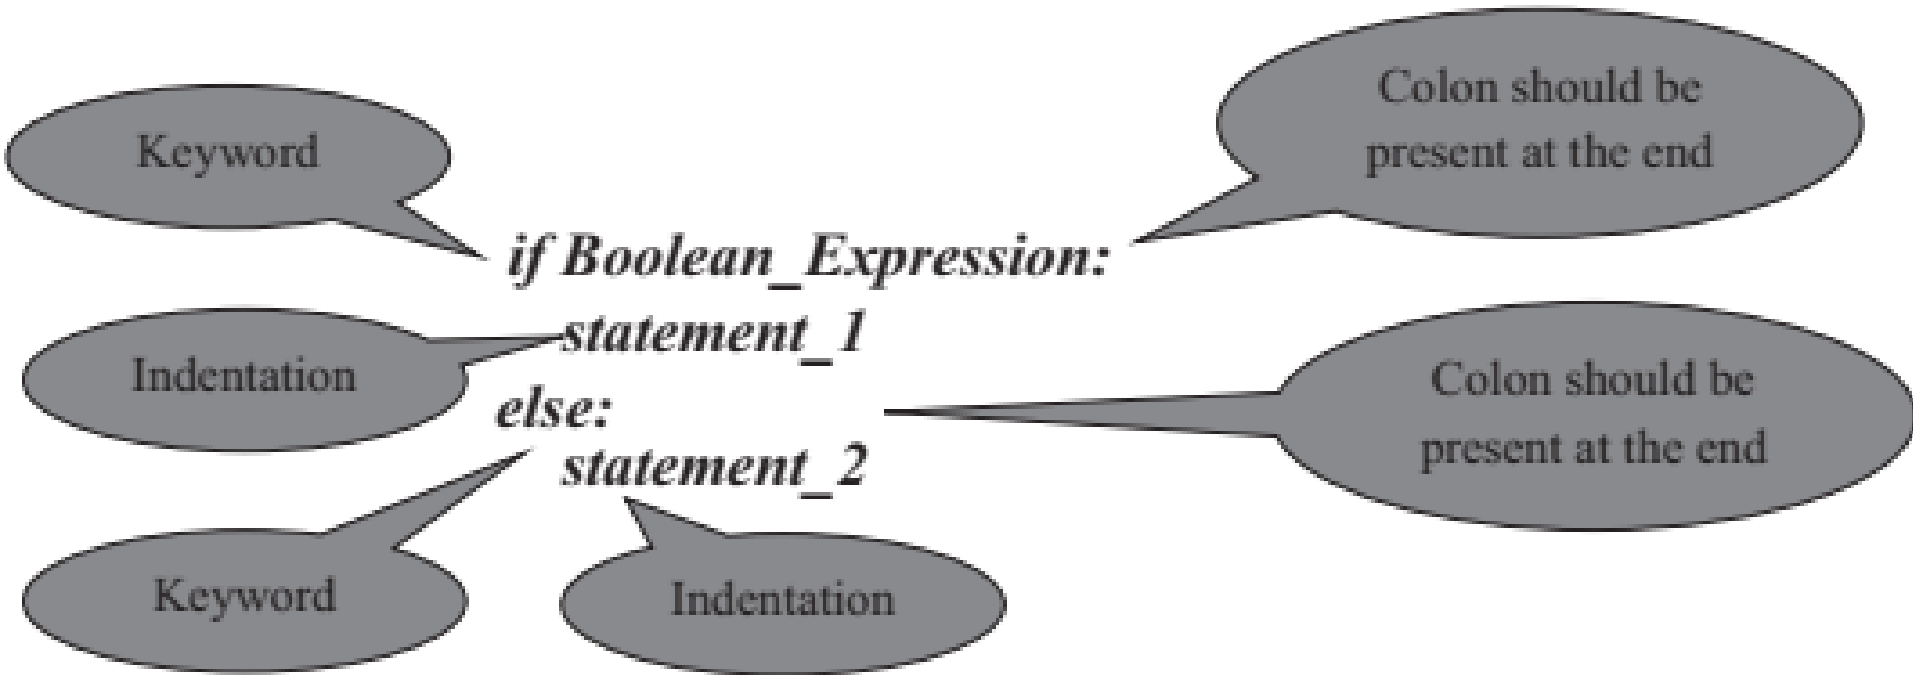 Colon should be
present at the end
Keyword
if Boolean_Expression:
statement_1
Indentation
else:
Colon should be
present at the end
statement_2
Keyword
Indentation